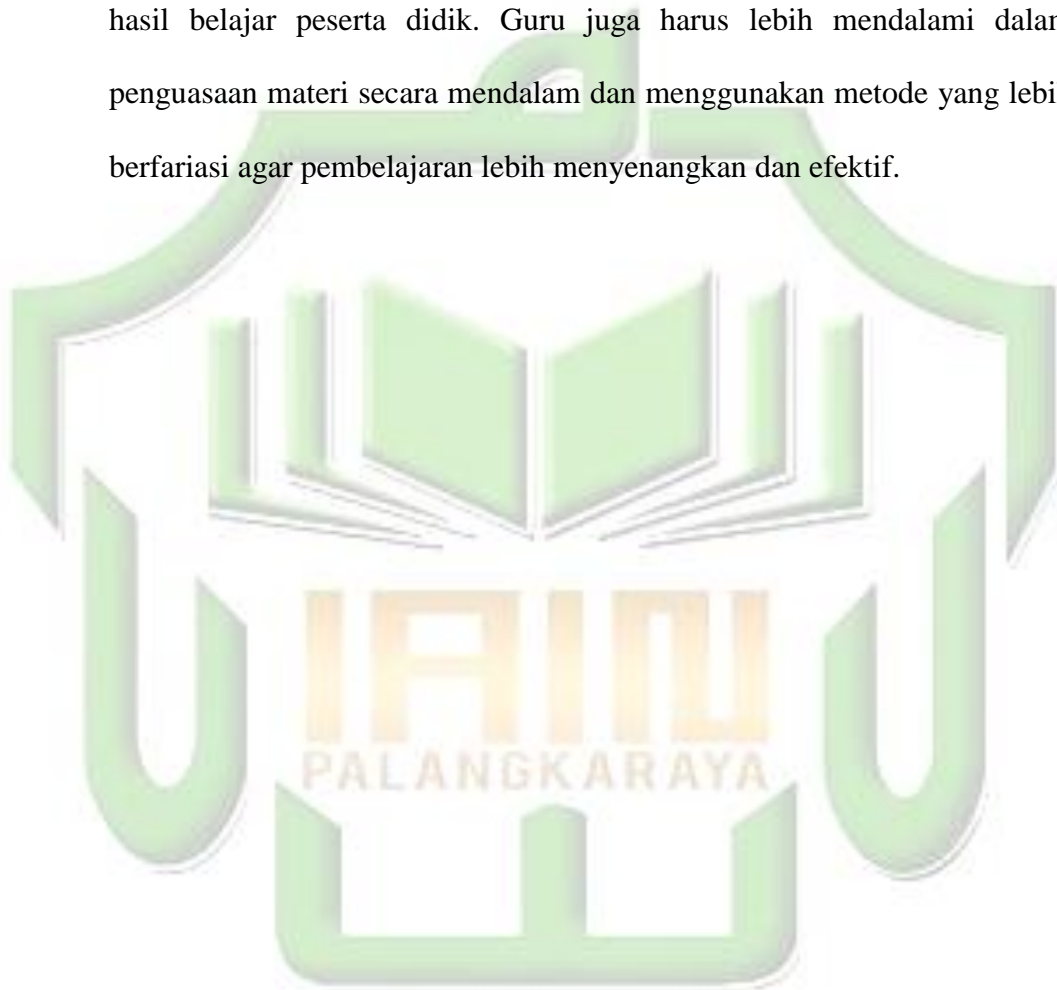 hasil belajar peserta didik. Guru juga harus lebih mendalami dalam
penguasaan materi secara mendalam dan menggunakan metode yang lebi
berfariasi agar pembelajaran lebih menyenangkan dan efektif.
IAIN
PALANGKARAYA